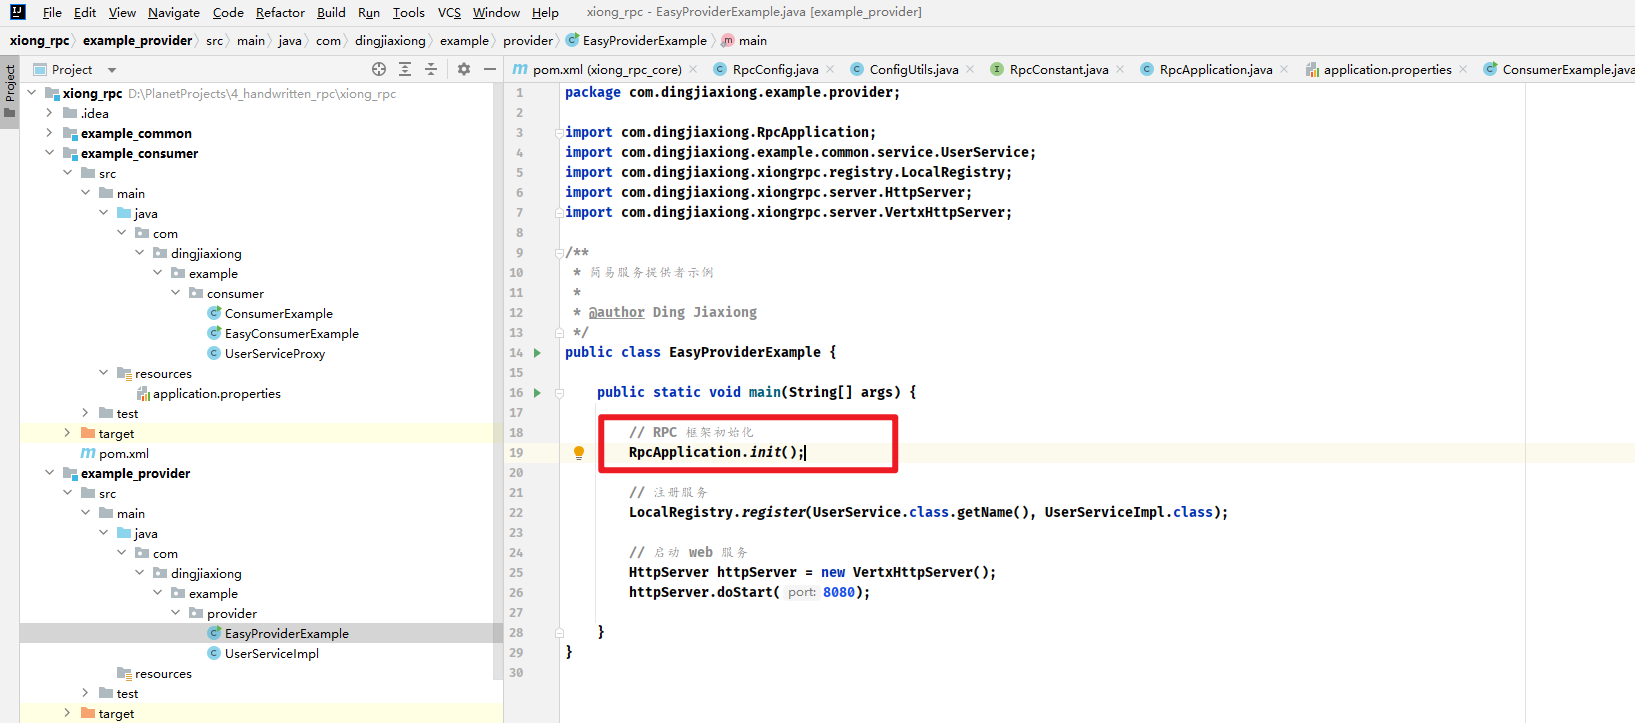 File Edit View Navigate Code Refactor Build Run Tools VCS Window Help xiong_rpc - EasyProviderExample.java [example_provider]
xiong_rpc example_provider src main java com dingjiaxiong example provider EasyProviderExample main
Project
Project
pom.xml (xiong_rpc_core) RpcConfig.java ConfigUtils.java RpcConstant.java RpcApplication.java application.properties ConsumerExample.java
xiong_rpc D:\PlanetProjects\4_handwritten_rpc\xiong_rpc
.idea
example_common
example_consumer
src
main
java
com
dingjiaxiong
example
consumer
ConsumerExample
EasyConsumerExample
UserServiceProxy
resources
application.properties
test
target
pom.xml
example_provider
src
main
java
com
dingjiaxiong
example
provider
EasyProviderExample
UserServiceImpl
resources
test
target
1 package com.dingjiaxiong.example.provider;
2
3 import com.dingjiaxiong.RpcApplication;
4 import com.dingjiaxiong.example.common.service.UserService;
5 import com.dingjiaxiong.xiongrpc.registry.LocalRegistry;
6 import com.dingjiaxiong.xiongrpc.server.HttpServer;
7 import com.dingjiaxiong.xiongrpc.server.VertxHttpServer;
8
9 /**
10 * 简易服务提供者示例
11 *
12 * @author Ding Jiaxiong
13 */
14 public class EasyProviderExample {
15
16 public static void main(String[] args) {
17
18 // RPC 框架初始化
19 RpcApplication.init();
20
21 // 注册服务
22 LocalRegistry.register(UserService.class.getName(), UserServiceImpl.class);
23
24 // 启动 web 服务
25 HttpServer httpServer = new VertxHttpServer();
26 httpServer.doStart( port: 8080);
27
28 }
29 }
30